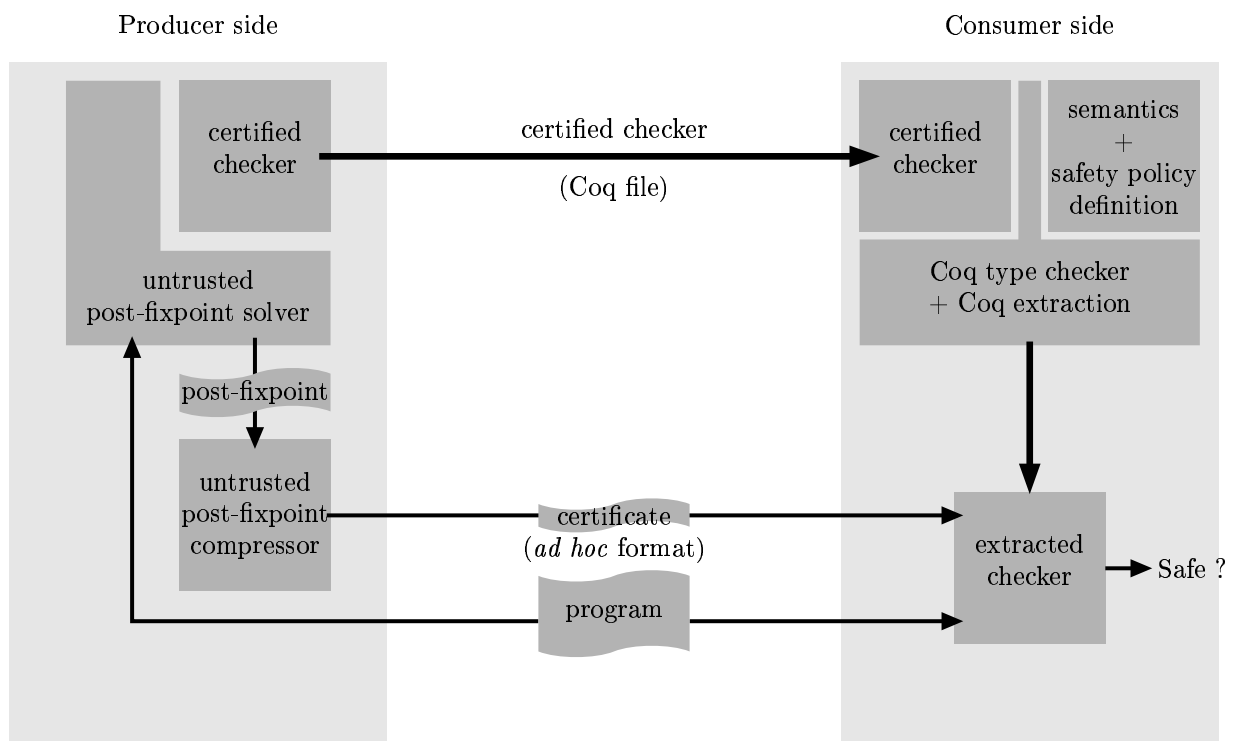 Producer side
Consumer side
certified
checker
certified checker
(Coq file)
certified
checker
semantics
+
safety policy
definition
untrusted
post-fixpoint solver
Coq type checker
+ Coq extraction
post-fixpoint
untrusted
post-fixpoint
compressor
certificate
(ad hoc format)
program
extracted
checker
Safe ?